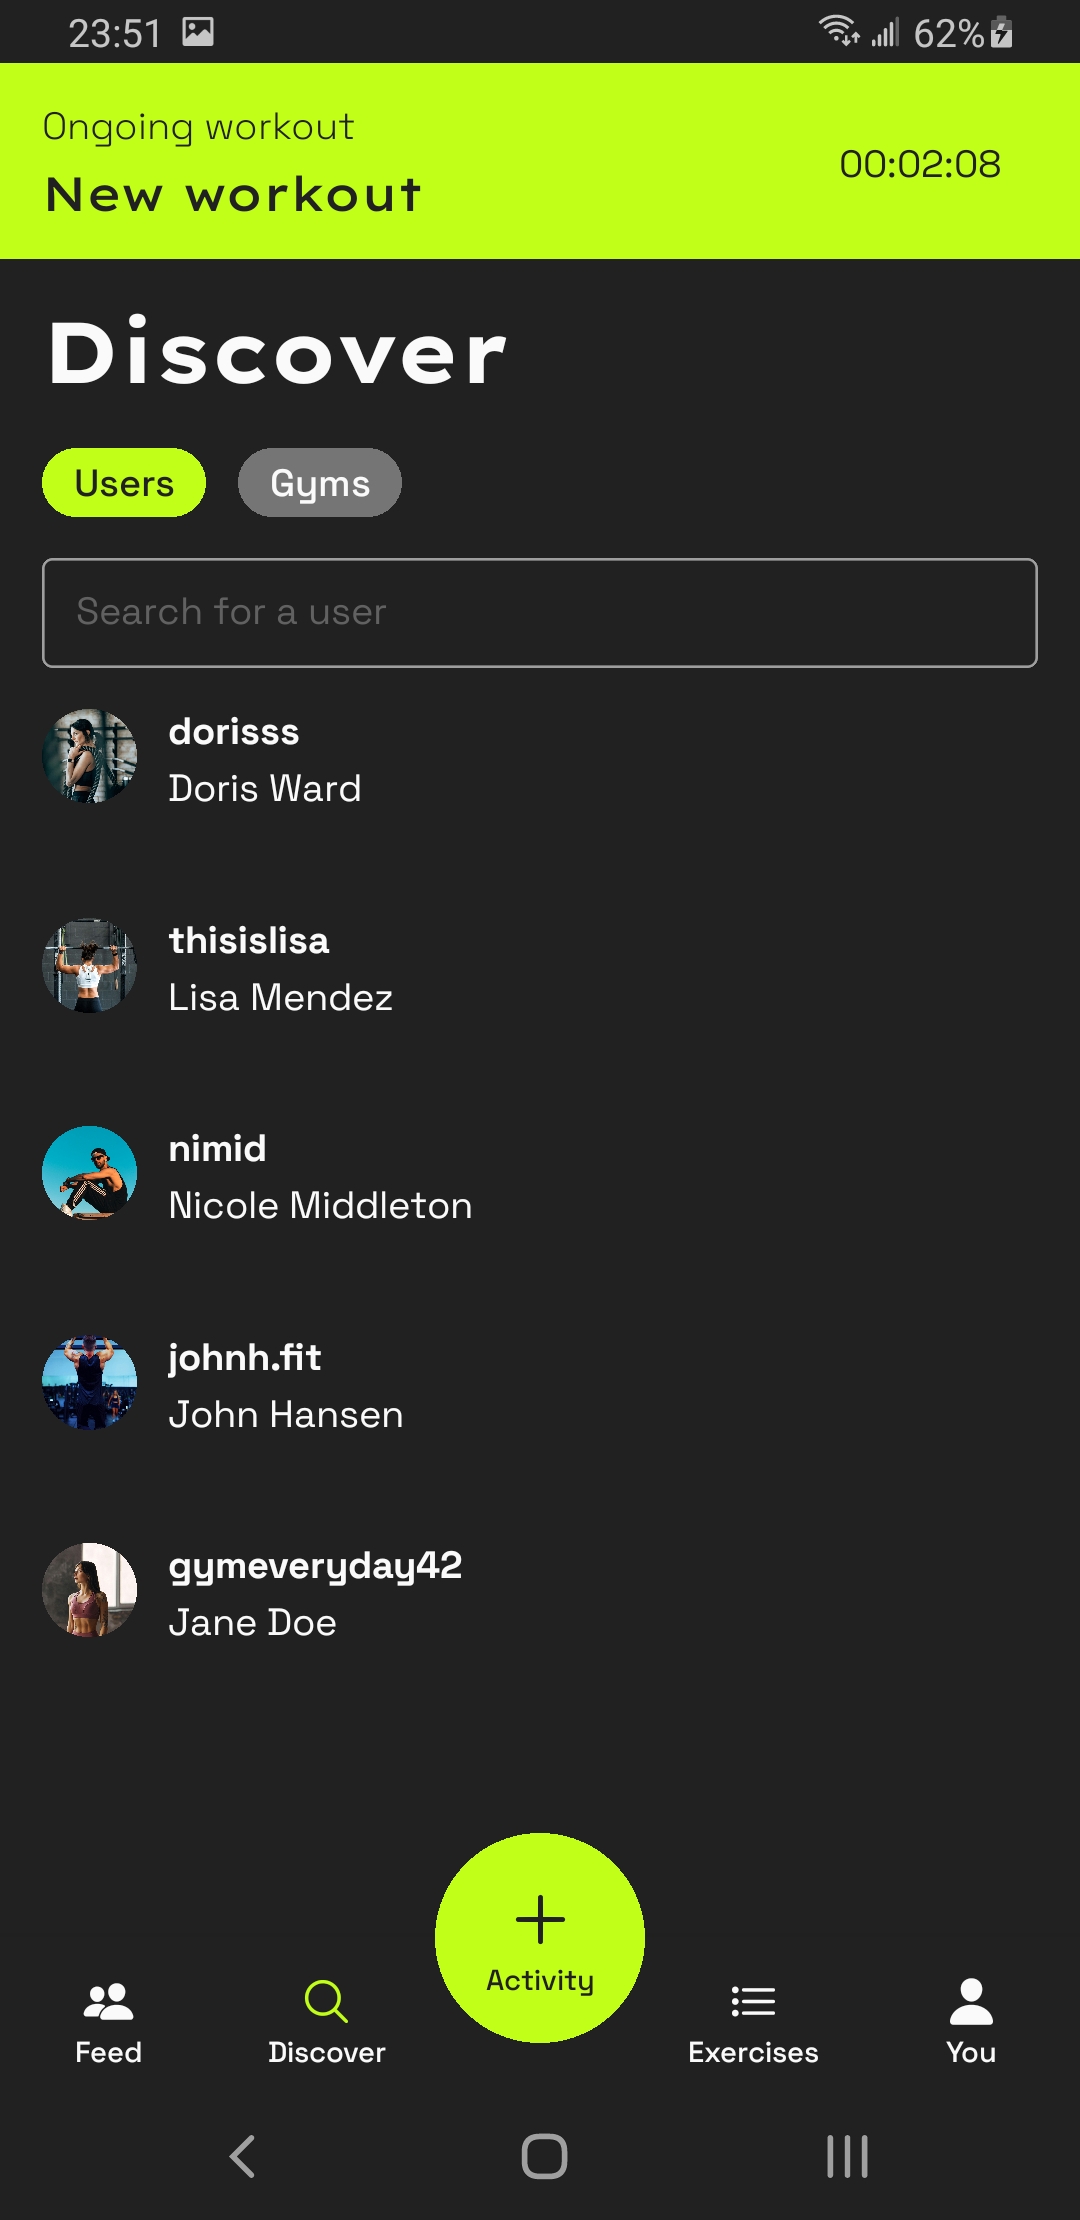 23:51
62%
Ongoing workout
New workout
00:02:08
Discover
Users
Gyms
Search for a user
dorisss
Doris Ward
thisislisa
Lisa Mendez
nimid
Nicole Middleton
johnh.fit
John Hansen
gymeveryday42
Jane Doe
Activity
Feed
Discover
Exercises
You